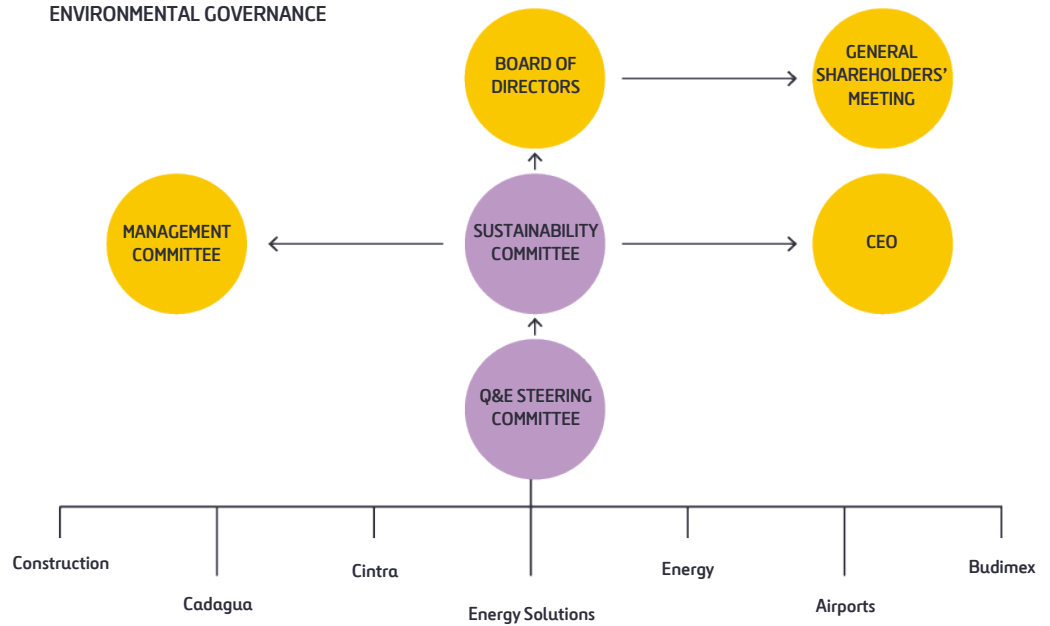 ENVIRONMENTAL GOVERNANCE
BOARD OF
DIRECTORS
GENERAL
SHAREHOLDERS’
MEETING
MANAGEMENT
COMMITTEE
SUSTAINABILITY
COMMITTEE
CEO
Q&E STEERING
COMMITTEE
Construction
Cadagua
Cintra
Energy Solutions
Energy
Airports
Budimex